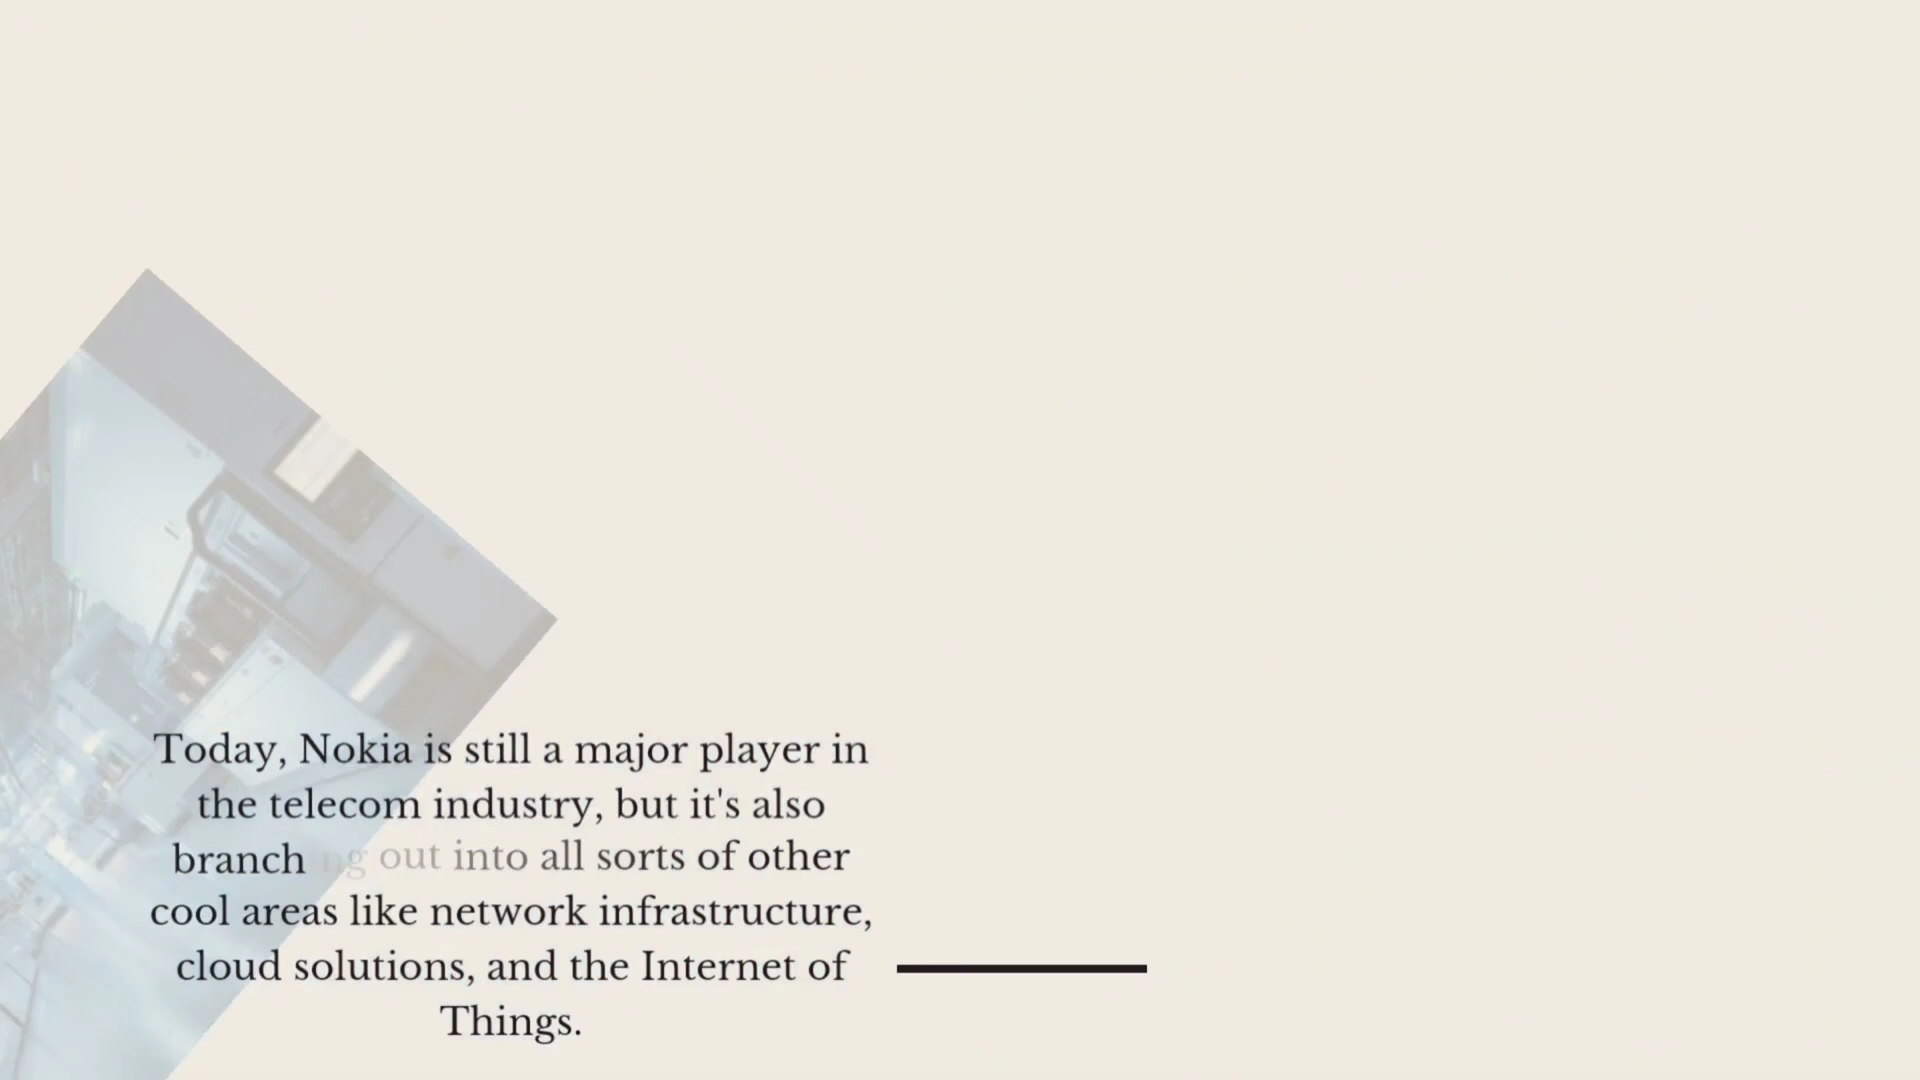 Today, Nokia is still a major player in
the telecom industry, but it's also
branching out into all sorts of other
cool areas like network infrastructure,
cloud solutions, and the Internet of
Things.